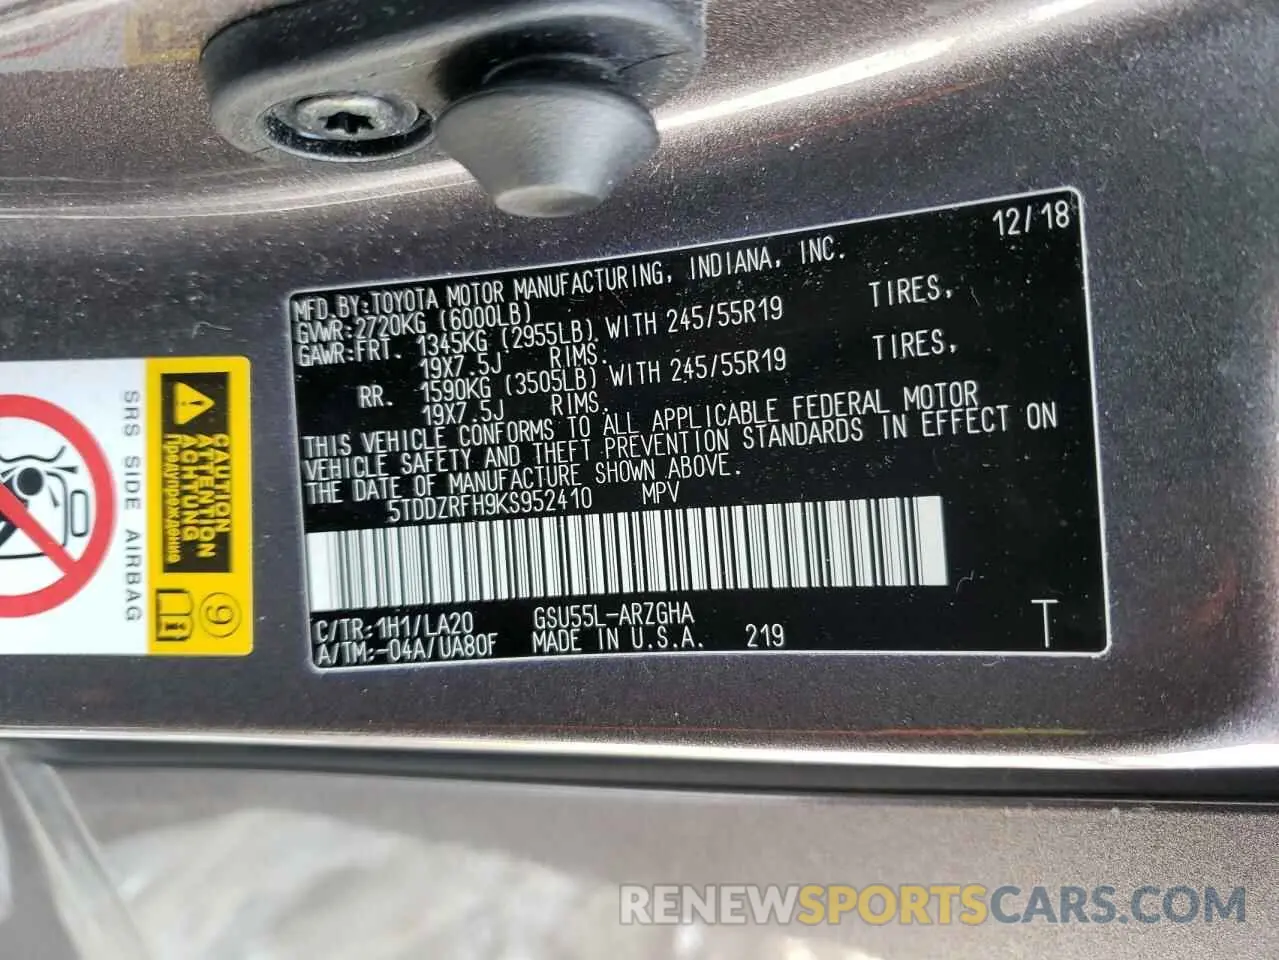 12/18
MFD.BY:TOYOTA MOTOR MANUFACTURING, INDIANA, INC.
GVWR:2720KG (6000LB)
GAWR:FRT. 1345KG (2955LB) WITH 245/55R19 TIRES,
19X7.5J RIMS.
RR. 1590KG (3505LB) WITH 245/55R19 TIRES,
19X7.5J RIMS.
THIS VEHICLE CONFORMS TO ALL APPLICABLE FEDERAL MOTOR
VEHICLE SAFETY AND THEFT PREVENTION STANDARDS IN EFFECT ON
THE DATE OF MANUFACTURE SHOWN ABOVE.
5TDDZRFH9KS952410 MPV
C/TR:1H1/LA20 GSU55L-ARZGHA
A/TM:-04A/UA80F MADE IN U.S.A. 219 T
CAUTION
ATTENTION
ACHTUNG
Предупреждение
9
SRS SIDE AIRBAG
RENEWSPORTSCARS.COM